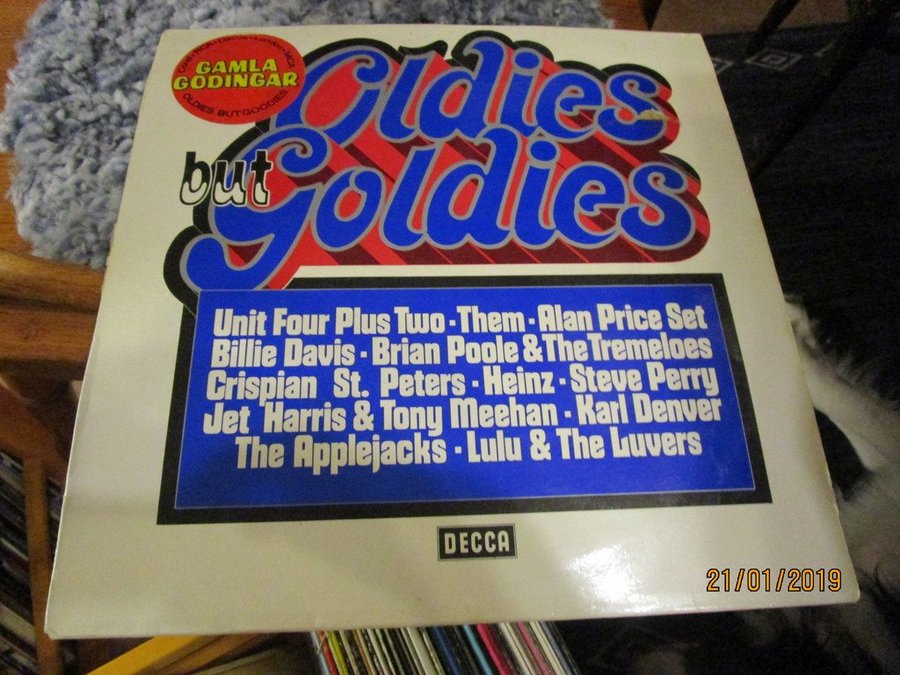 GAMLA
GODINGAR
OLDIES BUT GOODIES
Oldies
but Goldies
Unit Four Plus Two · Them · Alan Price Set
Billie Davis · Brian Poole & The Tremeloes
Crispian St. Peters · Heinz · Steve Perry
Jet Harris & Tony Meehan · Karl Denver
The Applejacks · Lulu & The Luvers
DECCA
21/01/2019